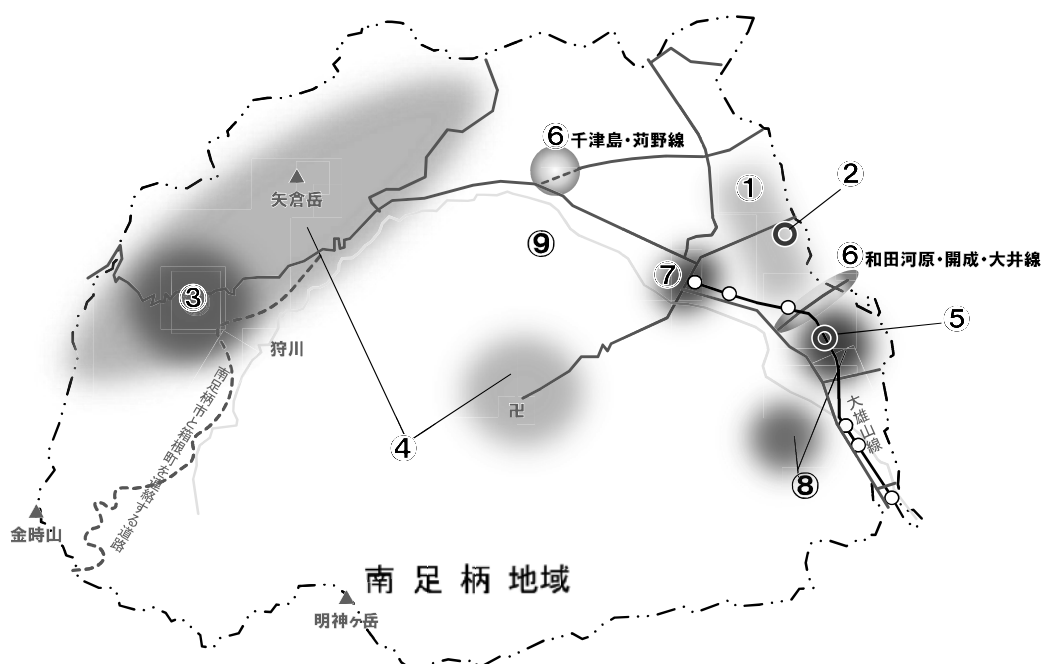 ⑥千津島・苅野線
①
②
矢倉岳
⑨
⑥和田河原・開成・大井線
⑦
③
⑤
狩川
南足柄市と箱根町を連絡する道路
大雄山線
卍
④
⑧
金時山
南足柄地域
明神ヶ岳